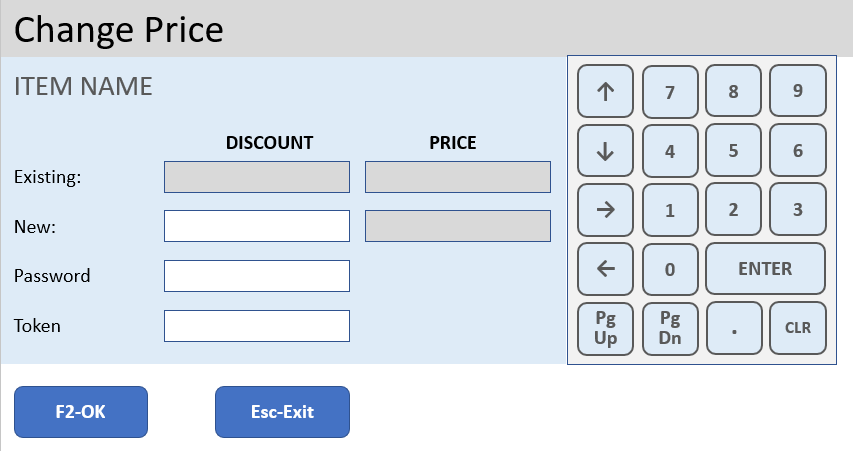 Change Price
ITEM NAME
DISCOUNT PRICE
Existing:
New:
Password
Token
↑ 7 8 9
↓ 4 5 6
→ 1 2 3
← 0 ENTER
Pg Up Pg Dn . CLR
F2-OK Esc-Exit